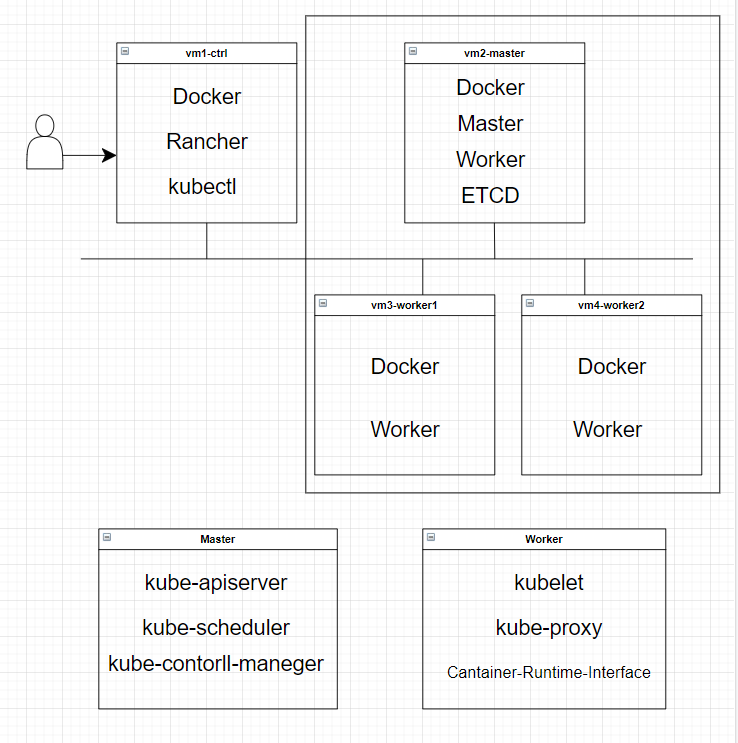 vm1-ctrl
Docker
Rancher
kubectl
vm2-master
Docker
Master
Worker
ETCD
vm3-worker1
Docker
Worker
vm4-worker2
Docker
Worker
Master
kube-apiserver
kube-scheduler
kube-contorll-maneger
Worker
kubelet
kube-proxy
Cantainer-Runtime-Interface